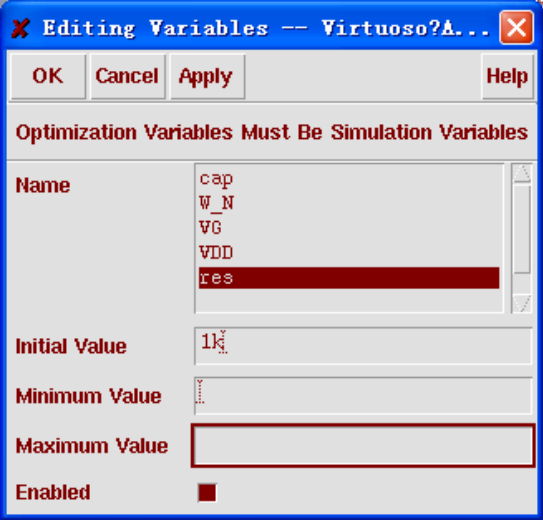 Editing Variables -- Virtuoso?A...
OK Cancel Apply Help
Optimization Variables Must Be Simulation Variables
Name
cap
W_N
VG
VDD
res
Initial Value 1k
Minimum Value
Maximum Value
Enabled